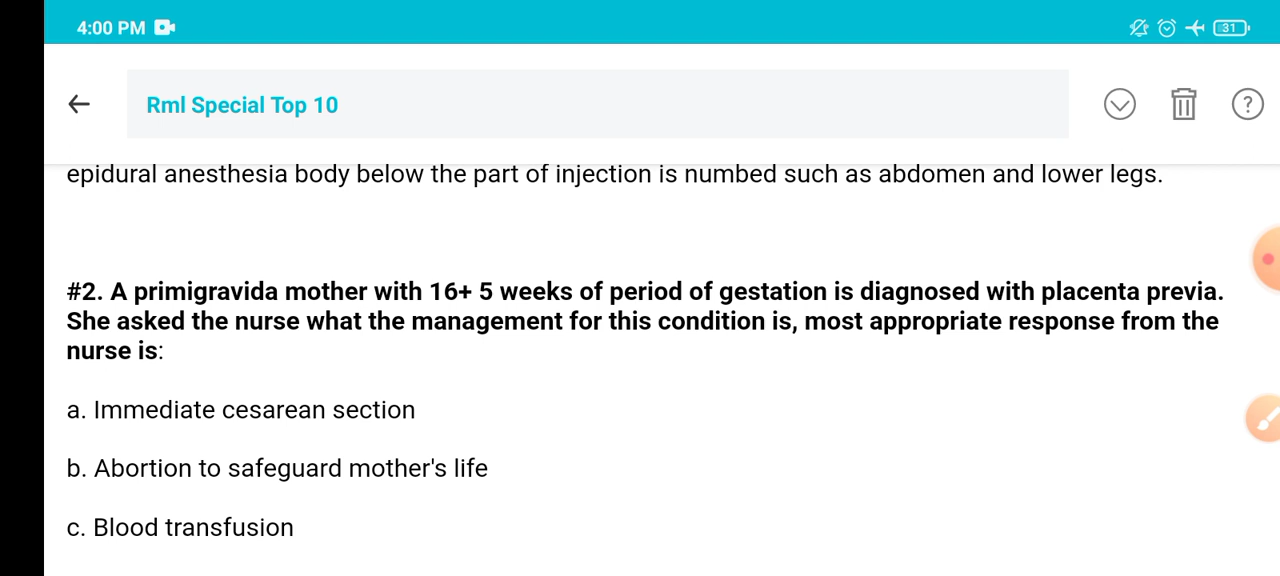 4:00 PM
31
Rml Special Top 10
?
epidural anesthesia body below the part of injection is numbed such as abdomen and lower legs.
#2. A primigravida mother with 16+ 5 weeks of period of gestation is diagnosed with placenta previa.
She asked the nurse what the management for this condition is, most appropriate response from the
nurse is:
a. Immediate cesarean section
b. Abortion to safeguard mother's life
c. Blood transfusion